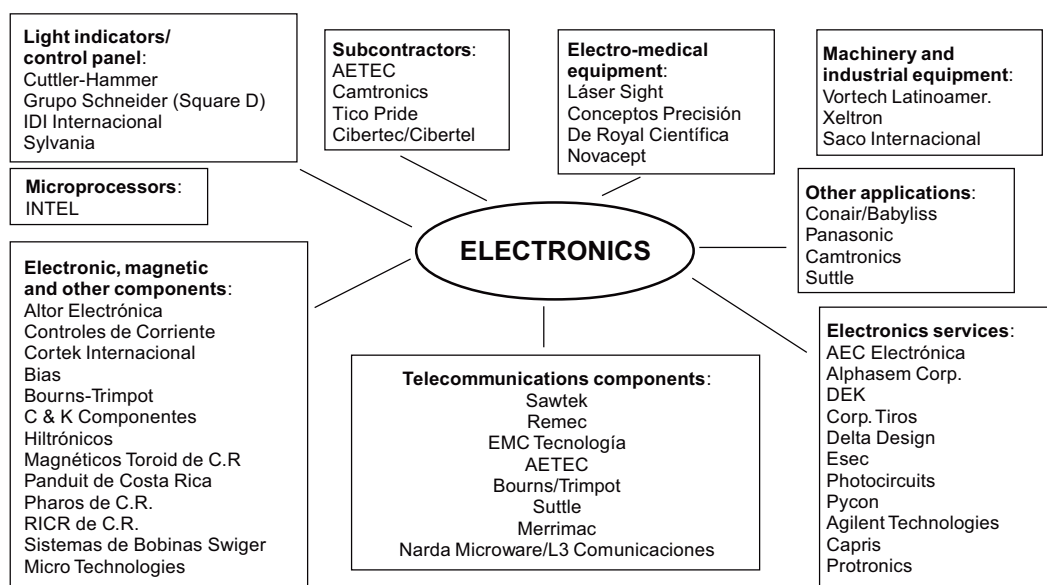 Light indicators/
control panel:
Cuttler-Hammer
Grupo Schneider (Square D)
IDI Internacional
Sylvania
Subcontractors:
AETEC
Camtronics
Tico Pride
Cibertec/Cibertel
Electro-medical
equipment:
Láser Sight
Conceptos Precisión
De Royal Científica
Novacept
Machinery and
industrial equipment:
Vortech Latinoamer.
Xeltron
Saco Internacional
Microprocessors:
INTEL
Other applications:
Conair/Babyliss
Panasonic
Camtronics
Suttle
ELECTRONICS
Electronic, magnetic
and other components:
Altor Electrónica
Controles de Corriente
Cortek Internacional
Bias
Bourns-Trimpot
C & K Componentes
Hiltrónicos
Magnéticos Toroid de C.R
Panduit de Costa Rica
Pharos de C.R.
RICR de C.R.
Sistemas de Bobinas Swiger
Micro Technologies
Telecommunications components:
Sawtek
Remec
EMC Tecnología
AETEC
Bourns/Trimpot
Suttle
Merrimac
Narda Microware/L3 Comunicaciones
Electronics services:
AEC Electrónica
Alphasem Corp.
DEK
Corp. Tiros
Delta Design
Esec
Photocircuits
Pycon
Agilent Technologies
Capris
Protronics